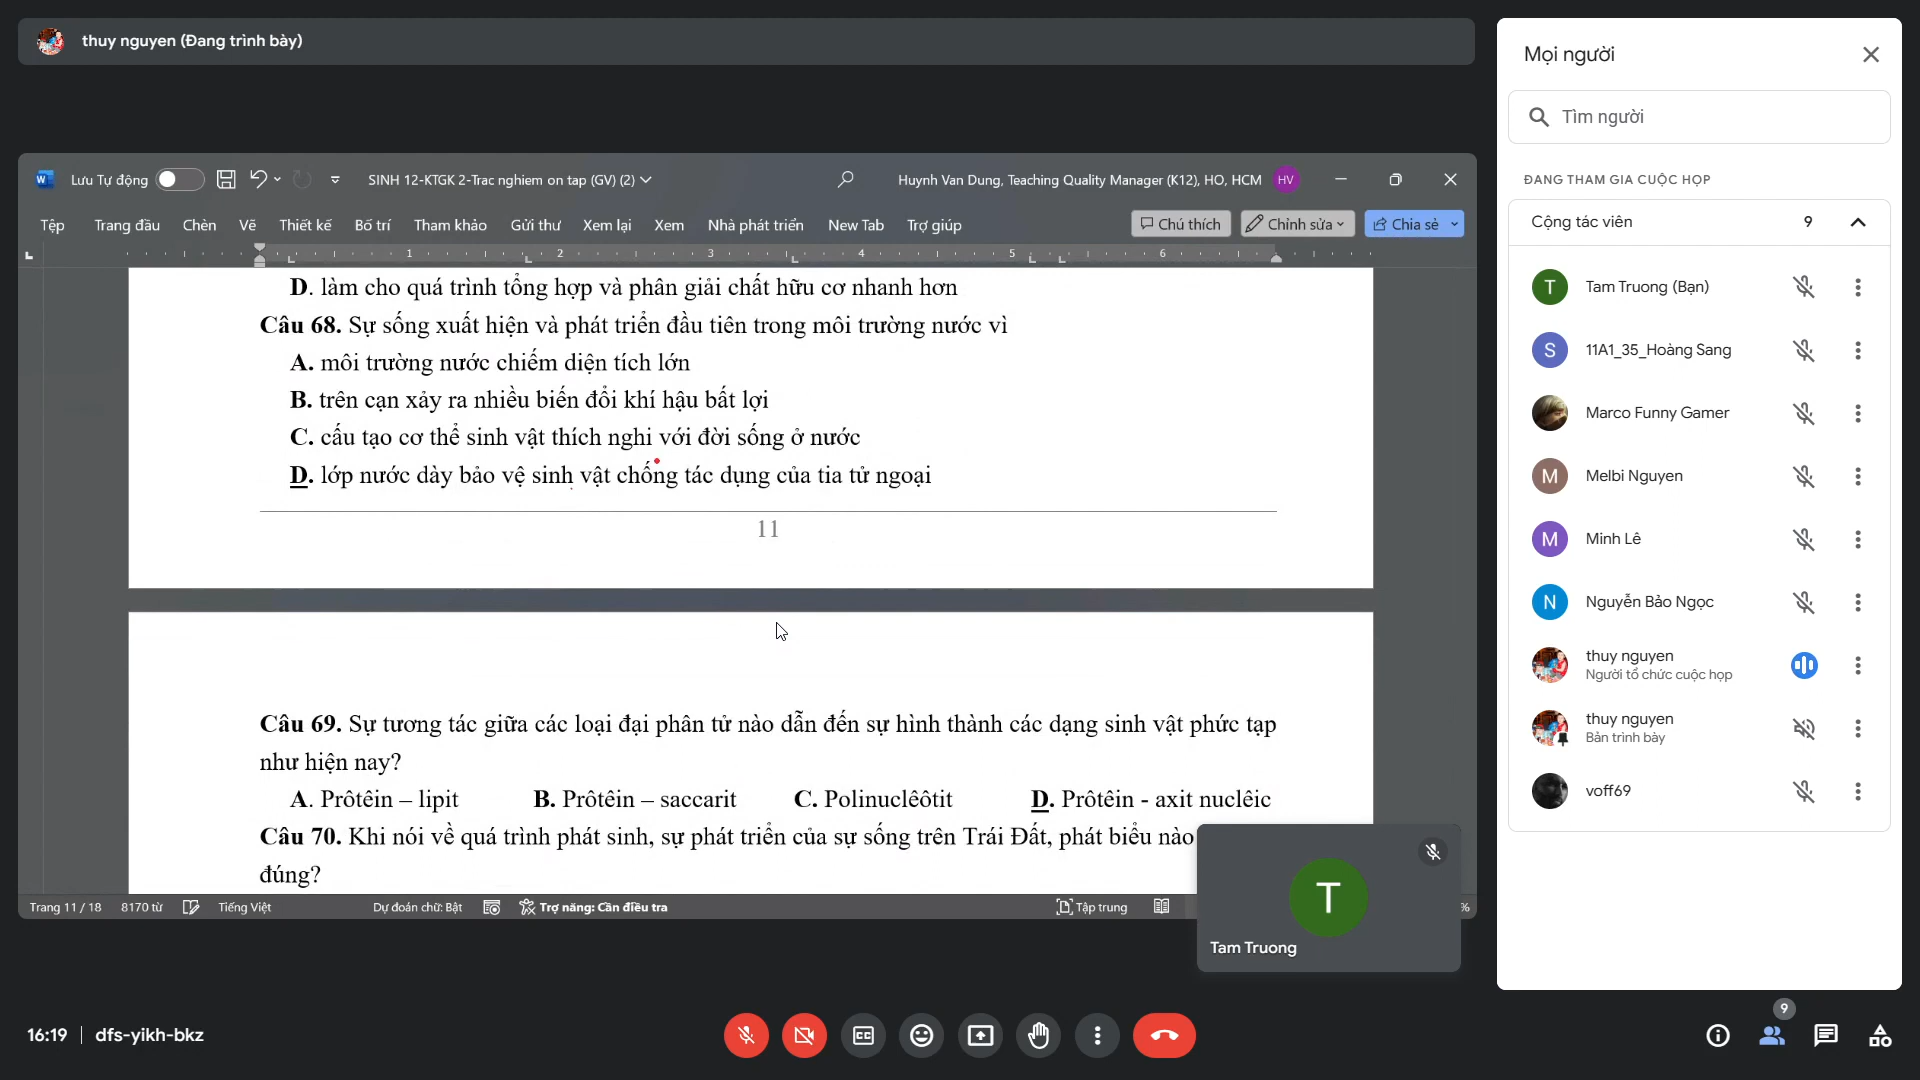 thuy nguyen (Đang trình bày)
Lưu Tự động
SINH 12-KTGK 2-Trac nghiem on tap (GV) (2)
Huynh Van Dung, Teaching Quality Manager (K12), HO, HCM
HV
Tệp
Trang đầu
Chèn
Vẽ
Thiết kế
Bố trí
Tham khảo
Gửi thư
Xem lại
Xem
Nhà phát triển
New Tab
Trợ giúp
Chú thích
Chỉnh sửa
Chia sẻ
1 2 3 4 5 6
D. làm cho quá trình tổng hợp và phân giải chất hữu cơ nhanh hơn
Câu 68. Sự sống xuất hiện và phát triển đầu tiên trong môi trường nước vì
A. môi trường nước chiếm diện tích lớn
B. trên cạn xảy ra nhiều biến đổi khí hậu bất lợi
C. cấu tạo cơ thể sinh vật thích nghi với đời sống ở nước
D. lớp nước dày bảo vệ sinh vật chống tác dụng của tia tử ngoại
11
Câu 69. Sự tương tác giữa các loại đại phân tử nào dẫn đến sự hình thành các dạng sinh vật phức tạp
như hiện nay?
A. Prôtêin – lipit B. Prôtêin – saccarit C. Polinuclêôtit D. Prôtêin - axit nuclêic
Câu 70. Khi nói về quá trình phát sinh, sự phát triển của sự sống trên Trái Đất, phát biểu nào
đúng?
Trang 11 / 18
8170 từ
Tiếng Việt
Dự đoán chữ: Bật
Trợ năng: Cần điều tra
Tập trung
%
T
Tam Truong
16:19
dfs-yikh-bkz
Mọi người
Tìm người
ĐANG THAM GIA CUỘC HỌP
Cộng tác viên 9
T Tam Truong (Bạn)
S 11A1_35_Hoàng Sang
Marco Funny Gamer
M Melbi Nguyen
M Minh Lê
N Nguyễn Bảo Ngọc
thuy nguyen
Người tổ chức cuộc họp
thuy nguyen
Bản trình bày
voff69
9